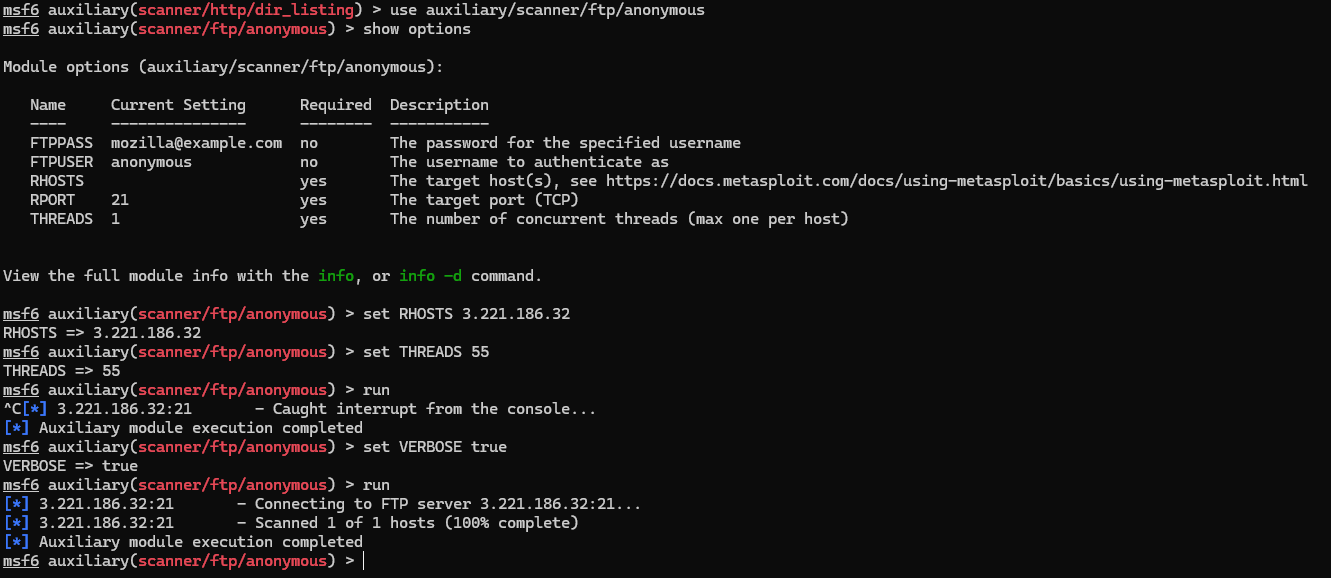 msf6 auxiliary(scanner/http/dir_listing) > use auxiliary/scanner/ftp/anonymous
msf6 auxiliary(scanner/ftp/anonymous) > show options
Module options (auxiliary/scanner/ftp/anonymous):
Name Current Setting Required Description
---- --------------- -------- -----------
FTPPASS mozilla@example.com no The password for the specified username
FTPUSER anonymous no The username to authenticate as
RHOSTS yes The target host(s), see https://docs.metasploit.com/docs/using-metasploit/basics/using-metasploit.html
RPORT 21 yes The target port (TCP)
THREADS 1 yes The number of concurrent threads (max one per host)
View the full module info with the info, or info -d command.
msf6 auxiliary(scanner/ftp/anonymous) > set RHOSTS 3.221.186.32
RHOSTS => 3.221.186.32
msf6 auxiliary(scanner/ftp/anonymous) > set THREADS 55
THREADS => 55
msf6 auxiliary(scanner/ftp/anonymous) > run
^C[*] 3.221.186.32:21 - Caught interrupt from the console...
[*] Auxiliary module execution completed
msf6 auxiliary(scanner/ftp/anonymous) > set VERBOSE true
VERBOSE => true
msf6 auxiliary(scanner/ftp/anonymous) > run
[*] 3.221.186.32:21 - Connecting to FTP server 3.221.186.32:21...
[*] 3.221.186.32:21 - Scanned 1 of 1 hosts (100% complete)
[*] Auxiliary module execution completed
msf6 auxiliary(scanner/ftp/anonymous) >